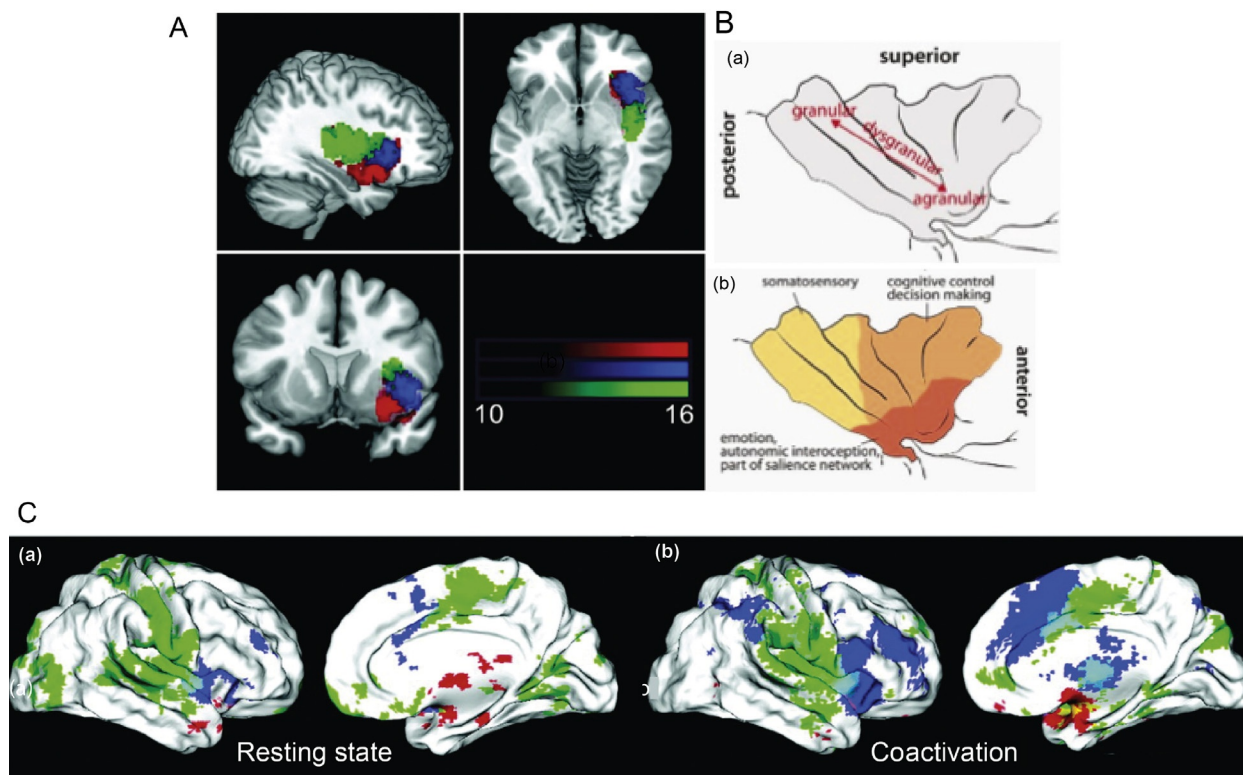 A
(b)
10
16
B
(a)
superior
posterior
granular
dysgranular
agranular
(b)
somatosensory
cognitive control
decision making
anterior
emotion,
autonomic interoception,
part of salience network
C
(a)
(a)
Resting state
(b)
Coactivation